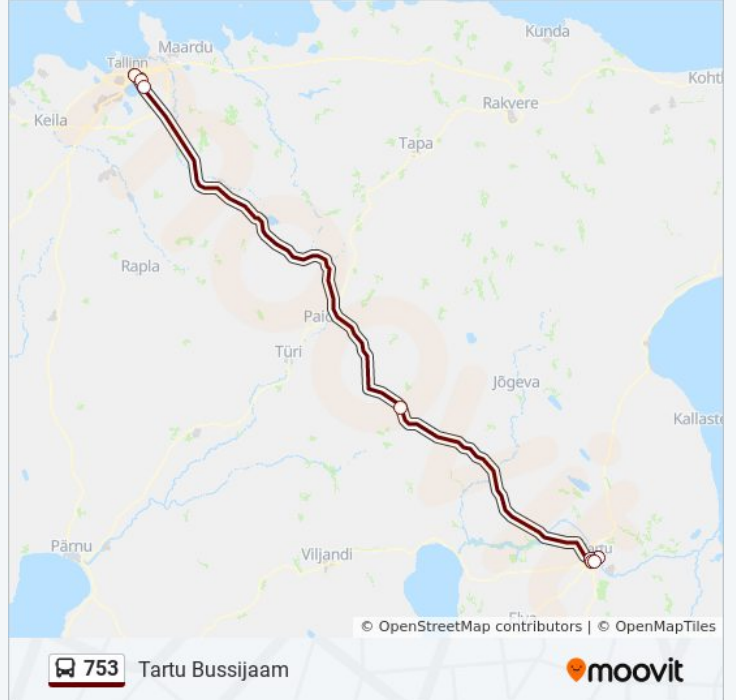 Kunda
Maardu
Tallinn
Kohtl
Rakvere
Keila
Tapa
Rapla
Paid
Türi
Jõgeva
Kallaste
Pärnu
Viljandi
Tartu
Elva
© OpenStreetMap contributors | © OpenMapTiles
753 Tartu Bussijaam
moovit